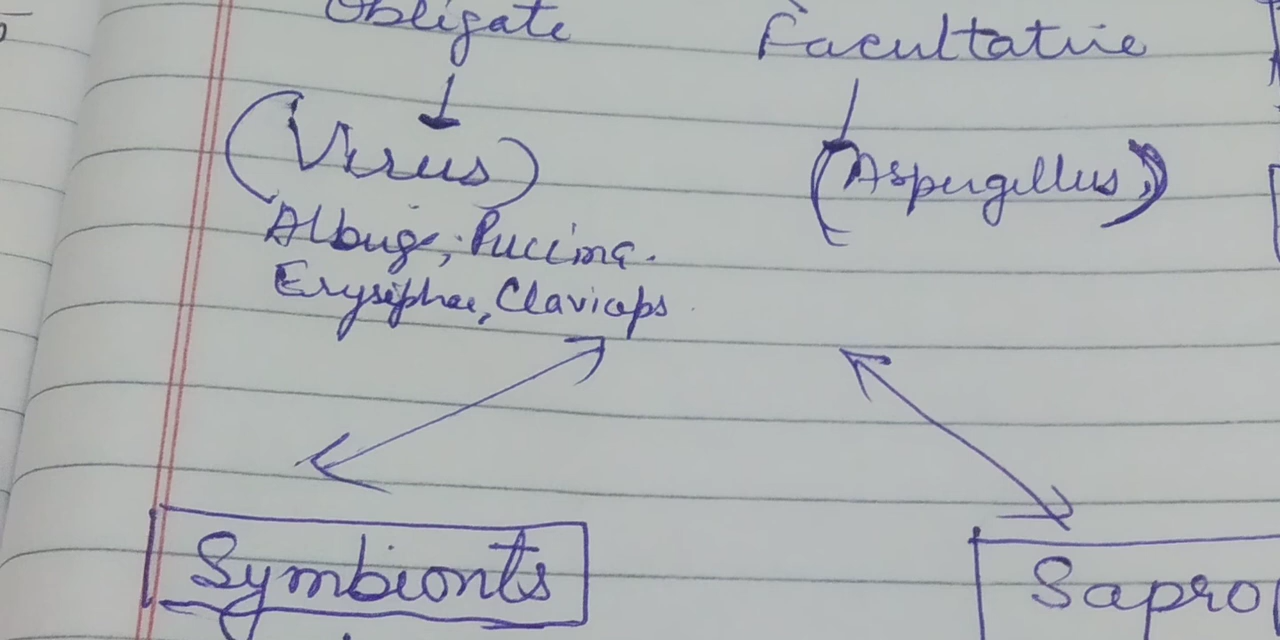 Obligate Facultative
(Virus) (Aspergillus)
Albugo, Puccinia.
Erysiphae, Claviceps
Symbionts Sapro